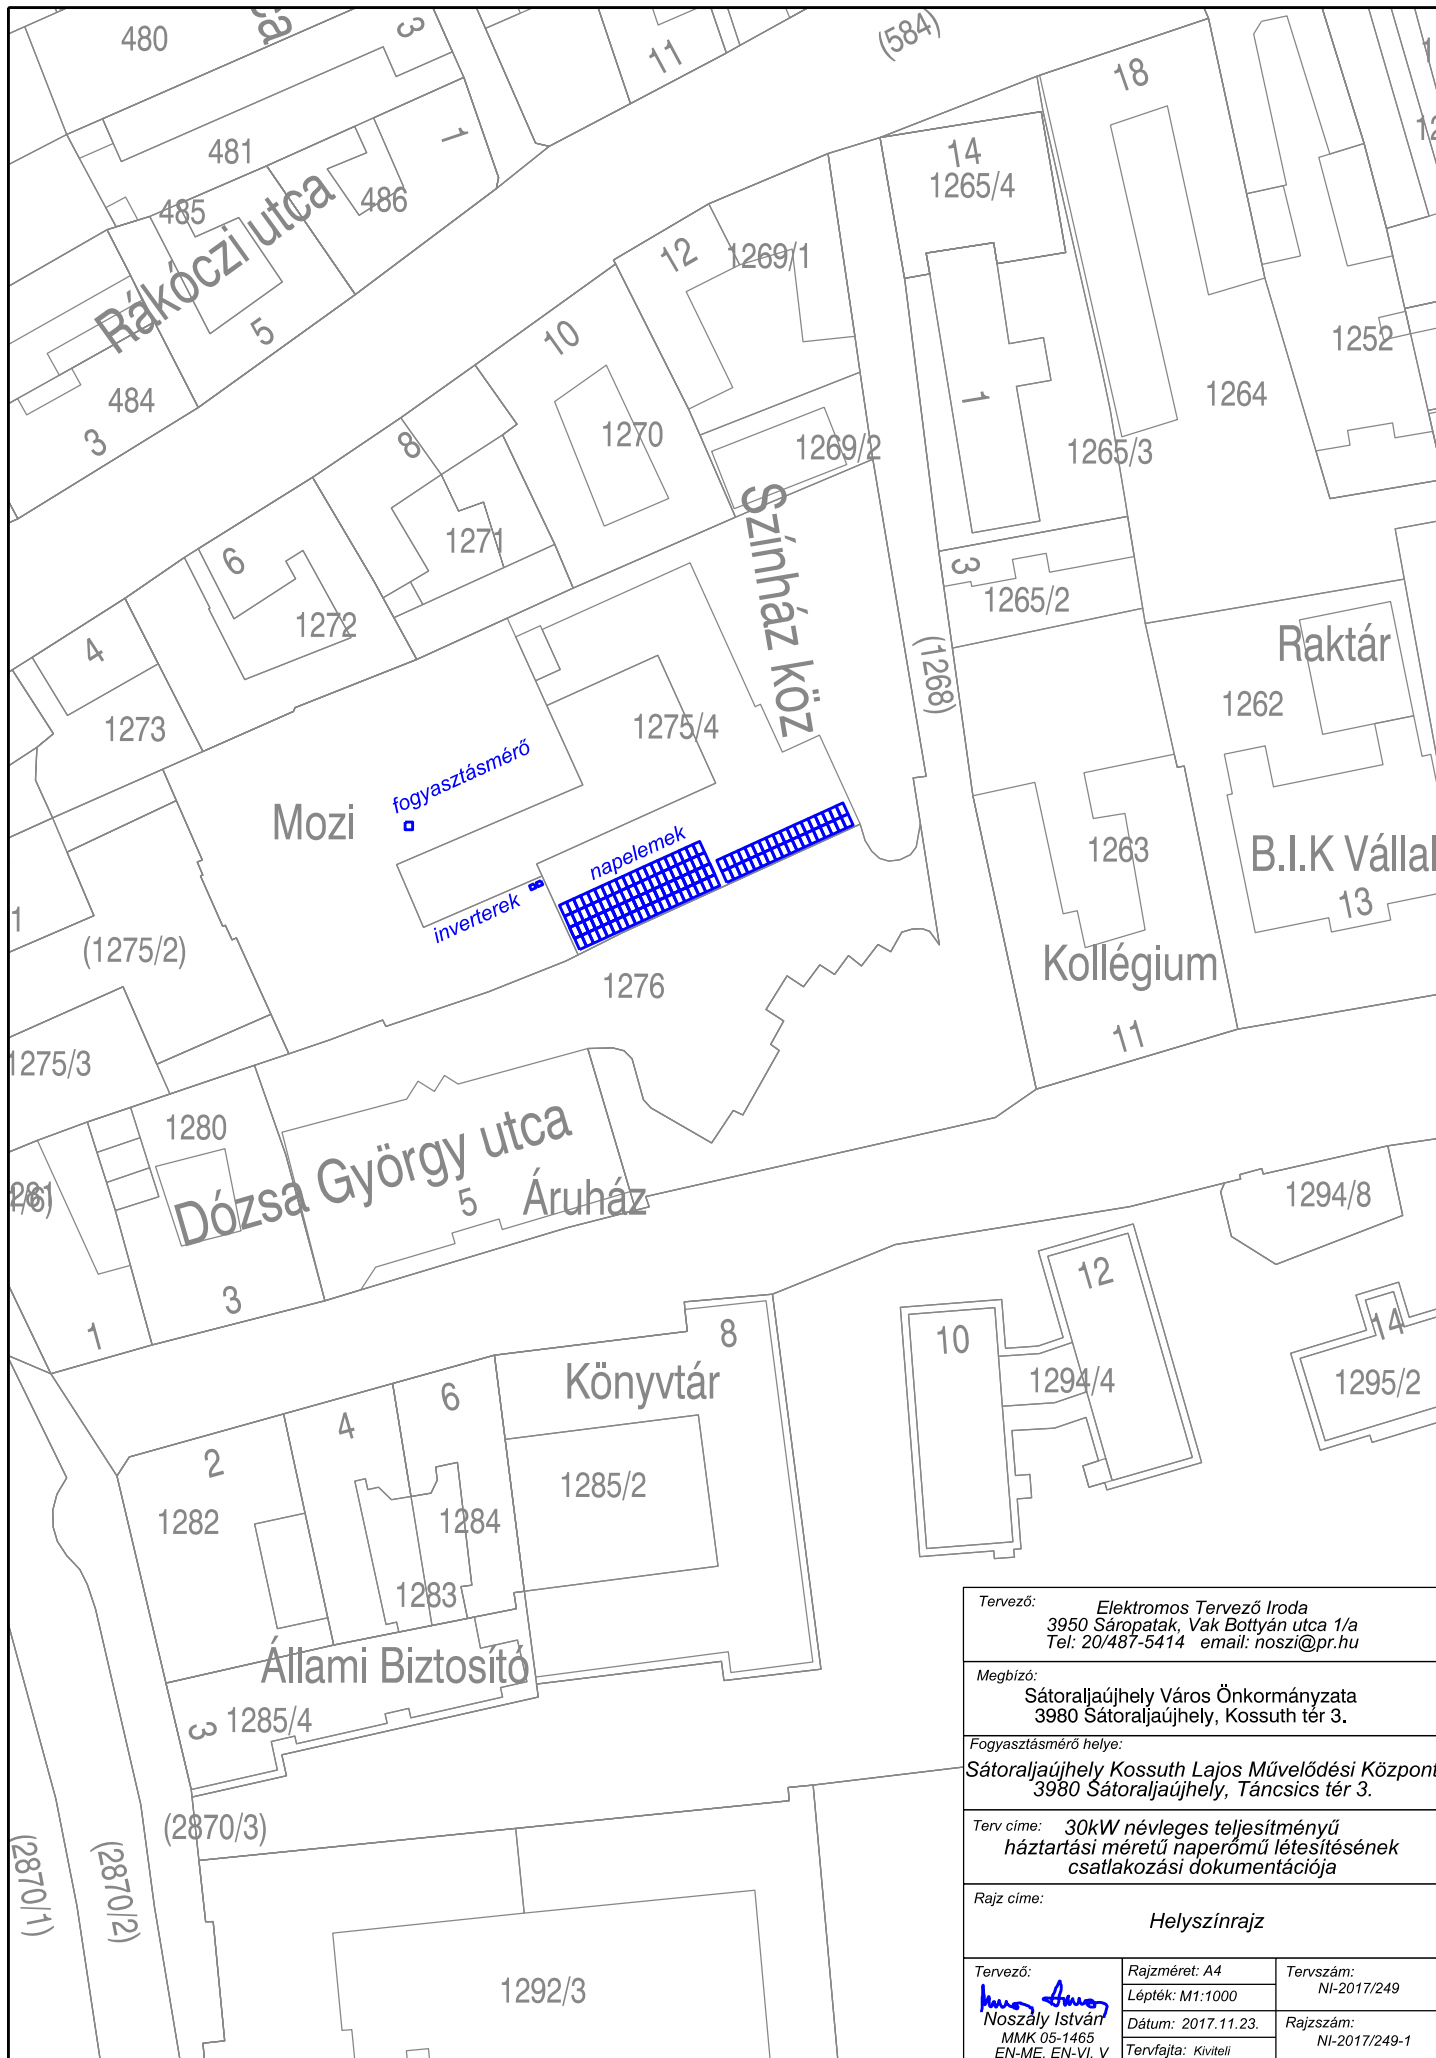 480
3
11
(584)
18
481
1
14
1265/4
485
486
Rákóczi utca
12
1269/1
5
10
1252
484
3
8
1270
1269/2
1
1264
1265/3
Színház köz
6
1271
3
1265/2
1272
4
1273
(1268)
Raktár
1262
1275/4
fogyasztásmérő
Mozi
napelemek
inverterek
1263
B.I.K Vállal
13
1
(1275/2)
Kollégium
1276
11
1275/3
1280
Dózsa György utca
5
Áruház
1294/8
3
1
12
10
8
14
Könyvtár
1294/4
1295/2
6
4
2
1285/2
1282
1284
1283
Állami Biztosító
3
1285/4
(2870/3)
(2870/1)
(2870/2)
1292/3
Tervező:
Elektromos Tervező Iroda
3950 Sáropatak, Vak Bottyán utca 1/a
Tel: 20/487-5414 email: noszi@pr.hu
Megbízó:
Sátoraljaújhely Város Önkormányzata
3980 Sátoraljaújhely, Kossuth tér 3.
Fogyasztásmérő helye:
Sátoraljaújhely Kossuth Lajos Művelődési Központ
3980 Sátoraljaújhely, Táncsics tér 3.
Terv címe: 30kW névleges teljesítményű
háztartási méretű naperőmű létesítésének
csatlakozási dokumentációja
Rajz címe:
Helyszínrajz
Tervező:
Noszály István
MMK 05-1465
EN-ME, EN-VI, V
Rajzméret: A4
Lépték: M1:1000
Dátum: 2017.11.23.
Tervfajta: Kiviteli
Tervszám:
NI-2017/249
Rajzszám:
NI-2017/249-1